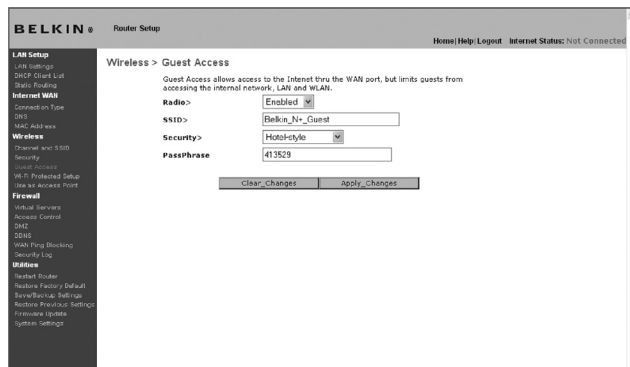 BELKIN®
Router Setup
Home|Help|Logout Internet Status: Not Connected
LAN Setup
LAN Settings
DHCP Client List
Static Routing
Internet WAN
Connection Type
DNS
MAC Address
Wireless
Channel and SSID
Security
Guest Access
Wi-Fi Protected Setup
Use as Access Point
Firewall
Virtual Servers
Access Control
DMZ
DDNS
WAN Ping Blocking
Security Log
Utilities
Restart Router
Restore Factory Default
Save/Backup Settings
Restore Previous Settings
Firmware Update
System Settings
Wireless > Guest Access
Guest Access allows access to the Intenet thru the WAN port, but limits guests from
accessing the internal network, LAN and WLAN.
Radio> Enabled
SSID> Belkin_N+_Guest
Security> Hotel-style
PassPhrase 413529
Clear_Changes Apply_Changes